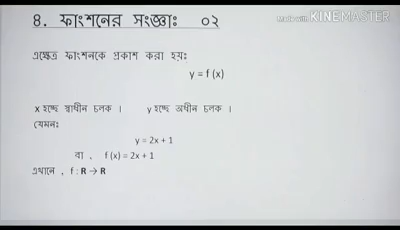 8. ফাংশনের সংজ্ঞাঃ ০২
Made with KINEMASTER
এক্ষেত্র ফাংশনকে প্রকাশ করা হয়ঃ
y = f (x)
x হচ্ছে স্বাধীন চলক । y হচ্ছে অধীন চলক ।
যেমনঃ
y = 2x + 1
বা , f (x) = 2x + 1
এখানে , f : R → R